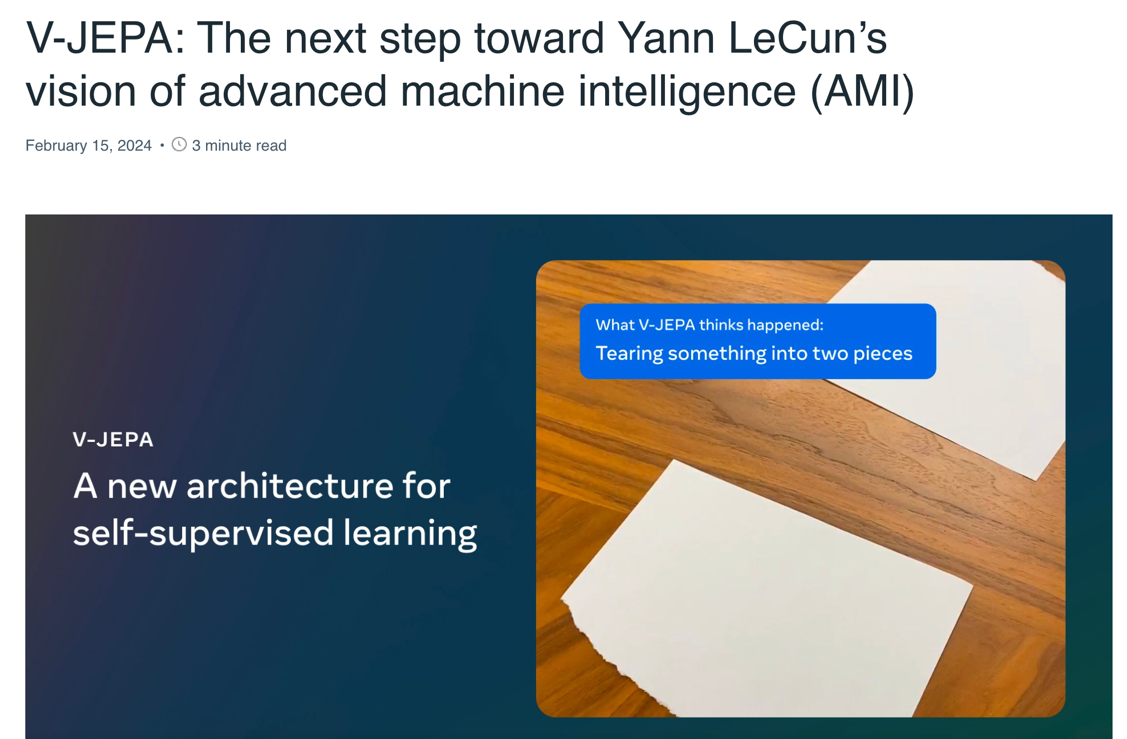 V-JEPA: The next step toward Yann LeCun’s
vision of advanced machine intelligence (AMI)
February 15, 2024 • 3 minute read
What V-JEPA thinks happened:
Tearing something into two pieces
V-JEPA
A new architecture for
self-supervised learning